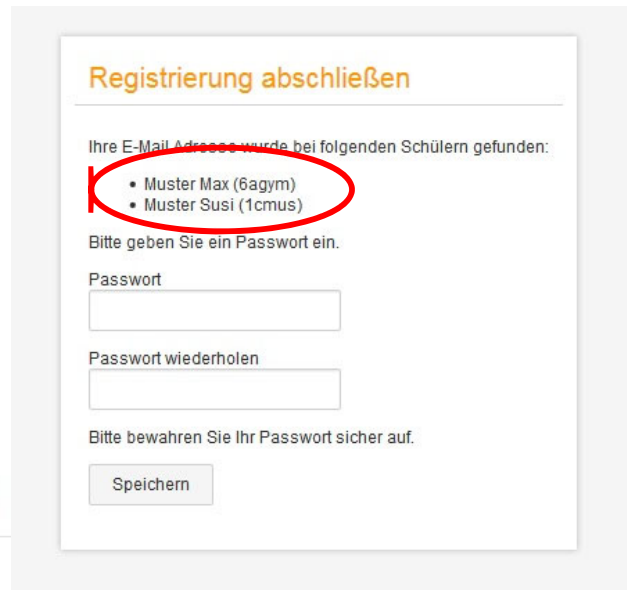 Registrierung abschließen
Ihre E-Mail Adresse wurde bei folgenden Schülern gefunden:
• Muster Max (6agym)
• Muster Susi (1cmus)
Bitte geben Sie ein Passwort ein.
Passwort
Passwort wiederholen
Bitte bewahren Sie Ihr Passwort sicher auf.
Speichern